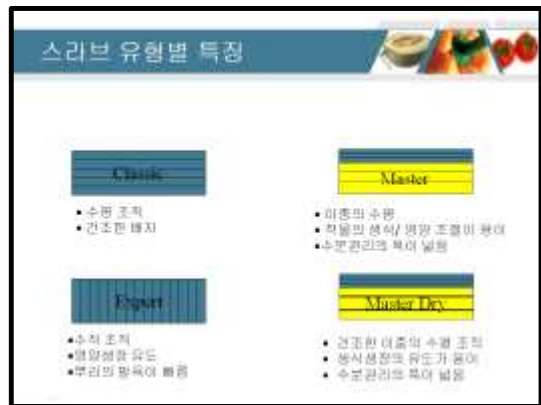 스라브 유형별 특징
Classic
• 수평 조직
• 건조한 배지
Master
• 이중의 수평
• 작물의 생식/ 영양 조절이 용이
•수분관리의 폭이 넓음
Expert
•수직 조직
•영양생장 유도
•뿌리의 활육이 빠름
Master Dry
• 건조한 이중의 수평 조직
• 생식생장의 유도가 용이
• 수분관리의 폭이 넓음